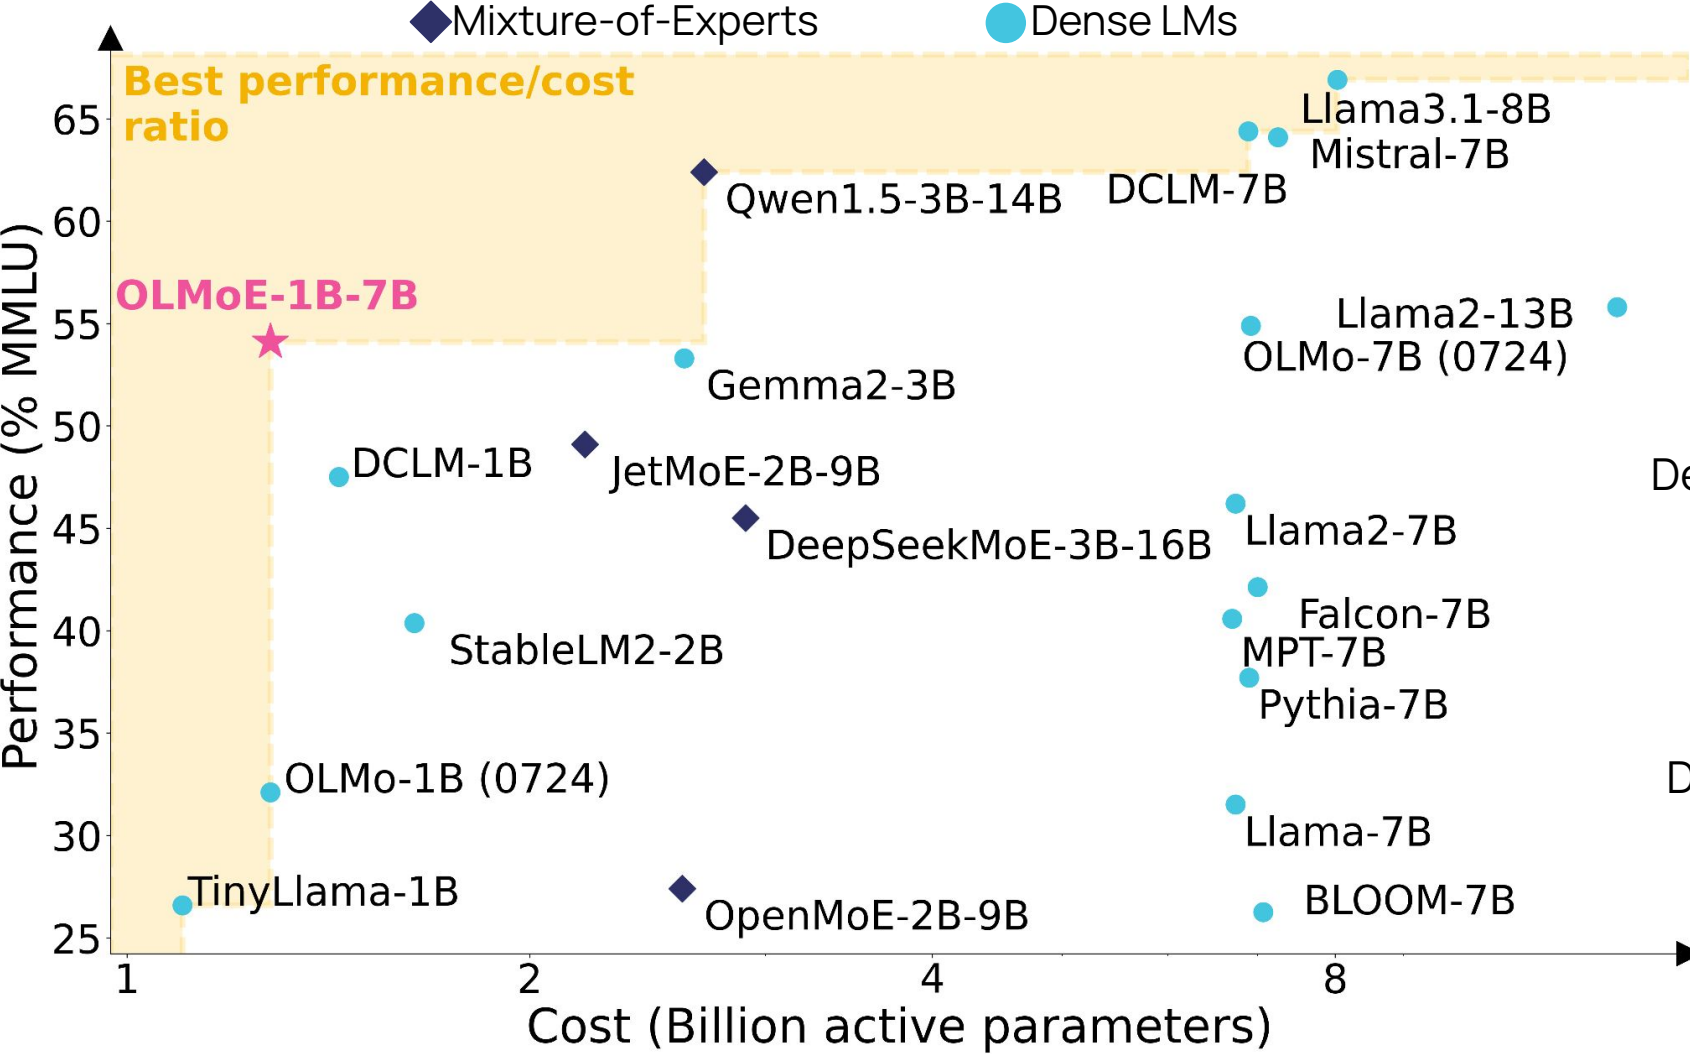 Mixture-of-Experts
Dense LMs
Best performance/cost
ratio
65
60
55
50
45
40
35
30
25
Performance (% MMLU)
Llama3.1-8B
Mistral-7B
DCLM-7B
Qwen1.5-3B-14B
OLMoE-1B-7B
Llama2-13B
OLMo-7B (0724)
Gemma2-3B
DCLM-1B
JetMoE-2B-9B
De
DeepSeekMoE-3B-16B
Llama2-7B
Falcon-7B
StableLM2-2B
MPT-7B
Pythia-7B
OLMo-1B (0724)
D
Llama-7B
TinyLlama-1B
OpenMoE-2B-9B
BLOOM-7B
1
2
4
8
Cost (Billion active parameters)